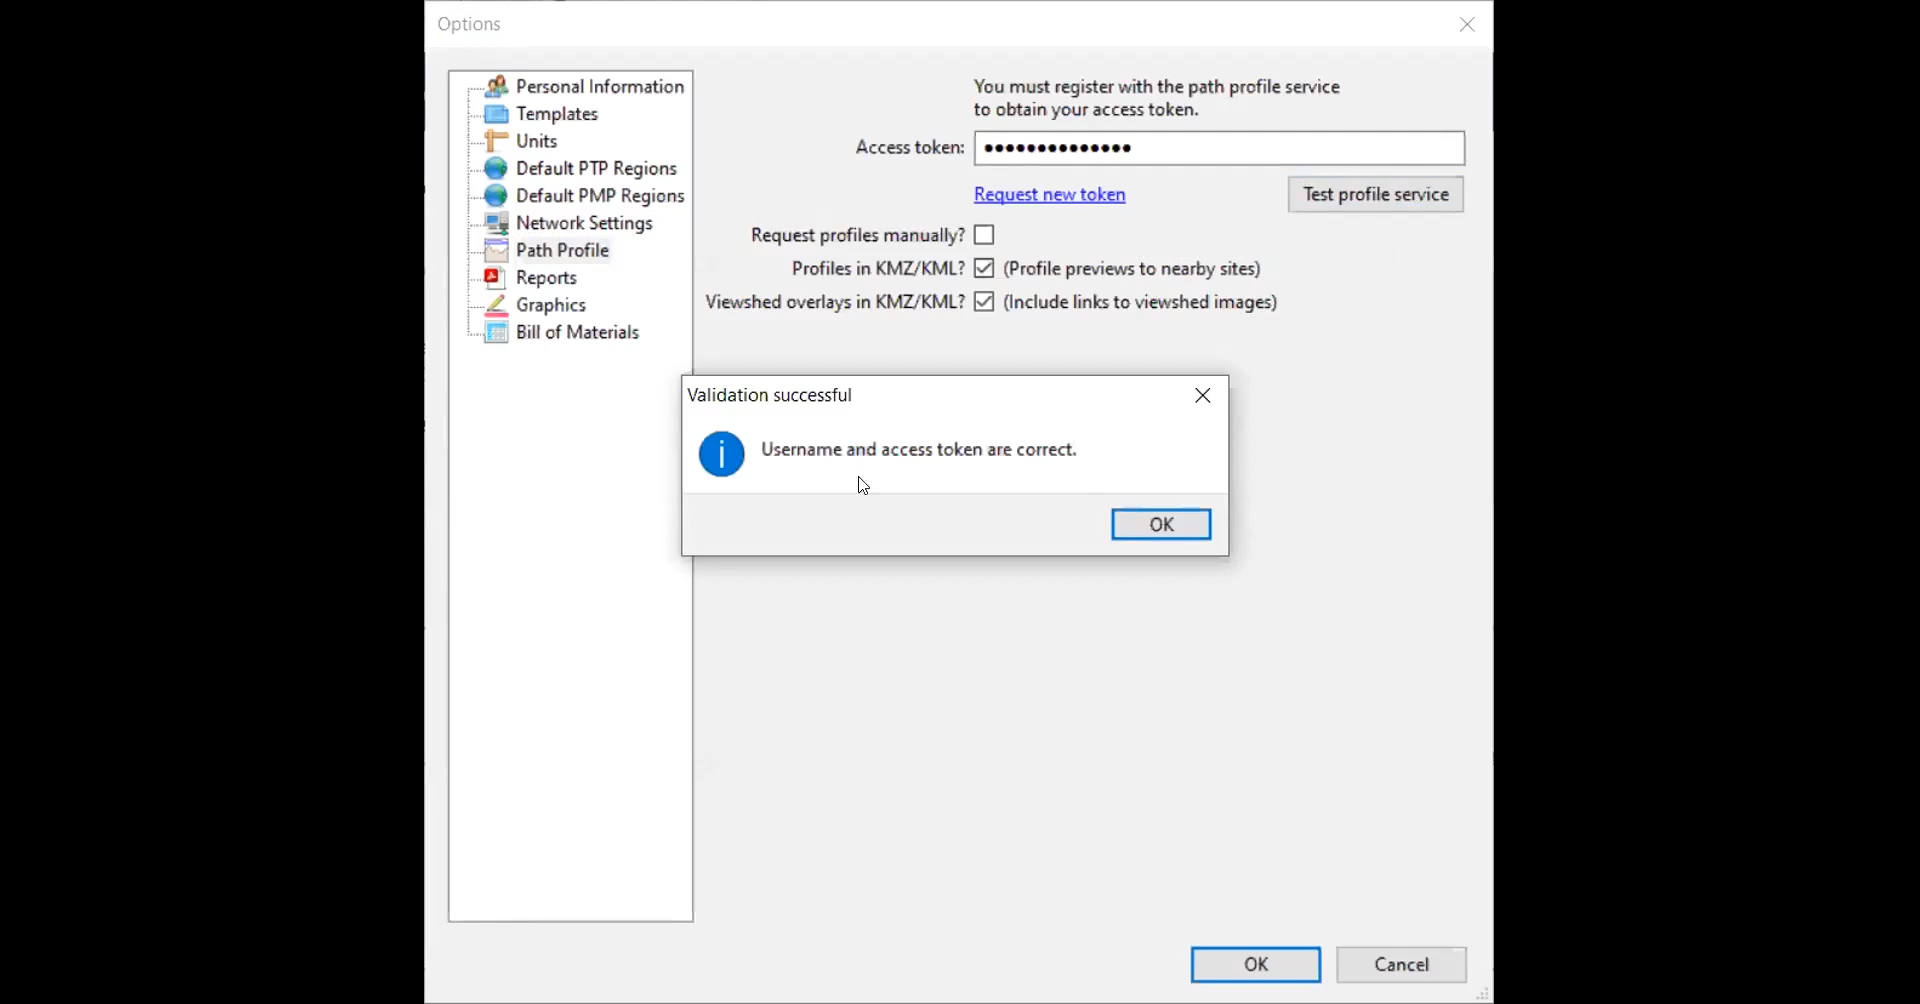 Options
Personal Information
Templates
Units
Default PTP Regions
Default PMP Regions
Network Settings
Path Profile
Reports
Graphics
Bill of Materials
You must register with the path profile service
to obtain your access token.
Access token: ●●●●●●●●●●●●●●
Request new token
Test profile service
Request profiles manually?
Profiles in KMZ/KML? (Profile previews to nearby sites)
Viewshed overlays in KMZ/KML? (Include links to viewshed images)
Validation successful
Username and access token are correct.
OK
OK
Cancel